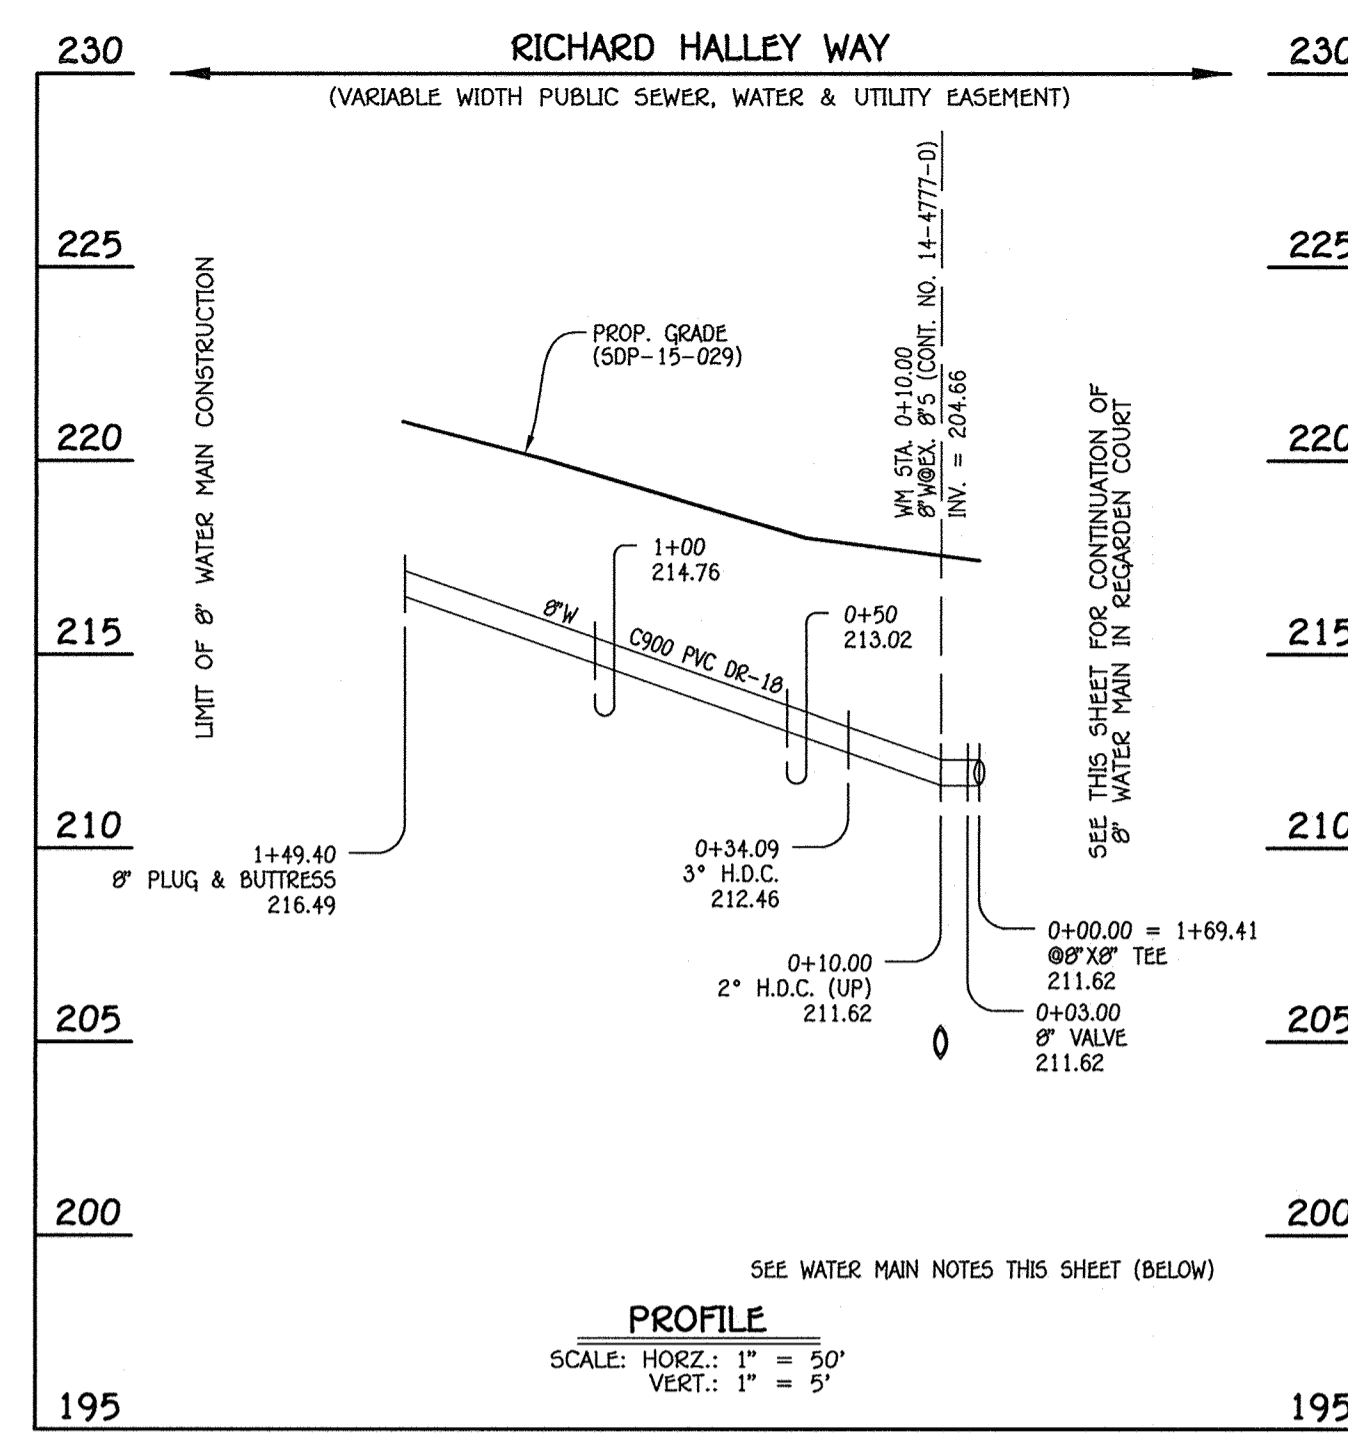 RICHARD HALLEY WAY
(VARIABLE WIDTH PUBLIC SEWER, WATER & UTILITY EASEMENT)
230
230
225
225
220
220
215
215
210
210
205
205
200
200
195
195
LIMIT OF 8" WATER MAIN CONSTRUCTION
PROP. GRADE
(SDP-15-029)
WM STA. 0+10.00
8"W@EX. 8"S (CONT. NO. 14-4777-D)
INV. = 204.66
SEE THIS SHEET FOR CONTINUATION OF
8" WATER MAIN IN REGARDEN COURT
1+00
214.76
0+50
213.02
8"W
C900 PVC DR-18
1+49.40
8" PLUG & BUTTRESS
216.49
0+34.09
3° H.D.C.
212.46
0+10.00
2° H.D.C. (UP)
211.62
0+00.00 = 1+69.41
@8"X8" TEE
211.62
0+03.00
8" VALVE
211.62
SEE WATER MAIN NOTES THIS SHEET (BELOW)
PROFILE
SCALE: HORZ.: 1" = 50'
VERT.: 1" = 5'